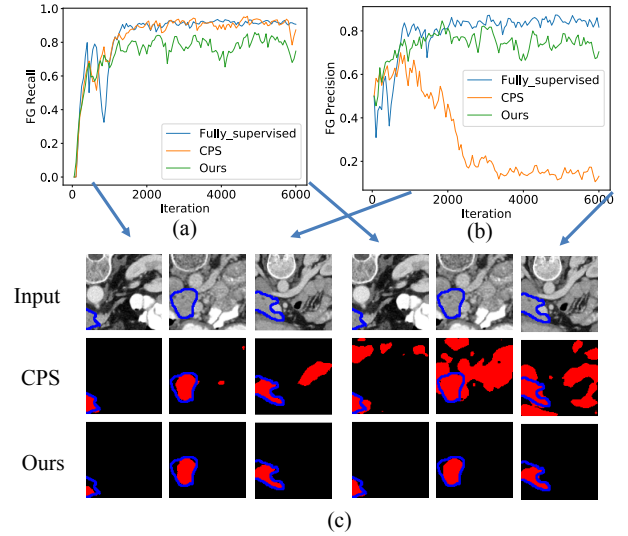 1.0
0.8
0.6
0.4
0.2
0.0
FG Recall
Fully_supervised
CPS
Ours
0
2000
4000
6000
Iteration
(a)
0.8
0.6
0.4
0.2
FG Precision
Fully_supervised
CPS
Ours
0
2000
4000
6000
Iteration
(b)
Input
CPS
Ours
(c)